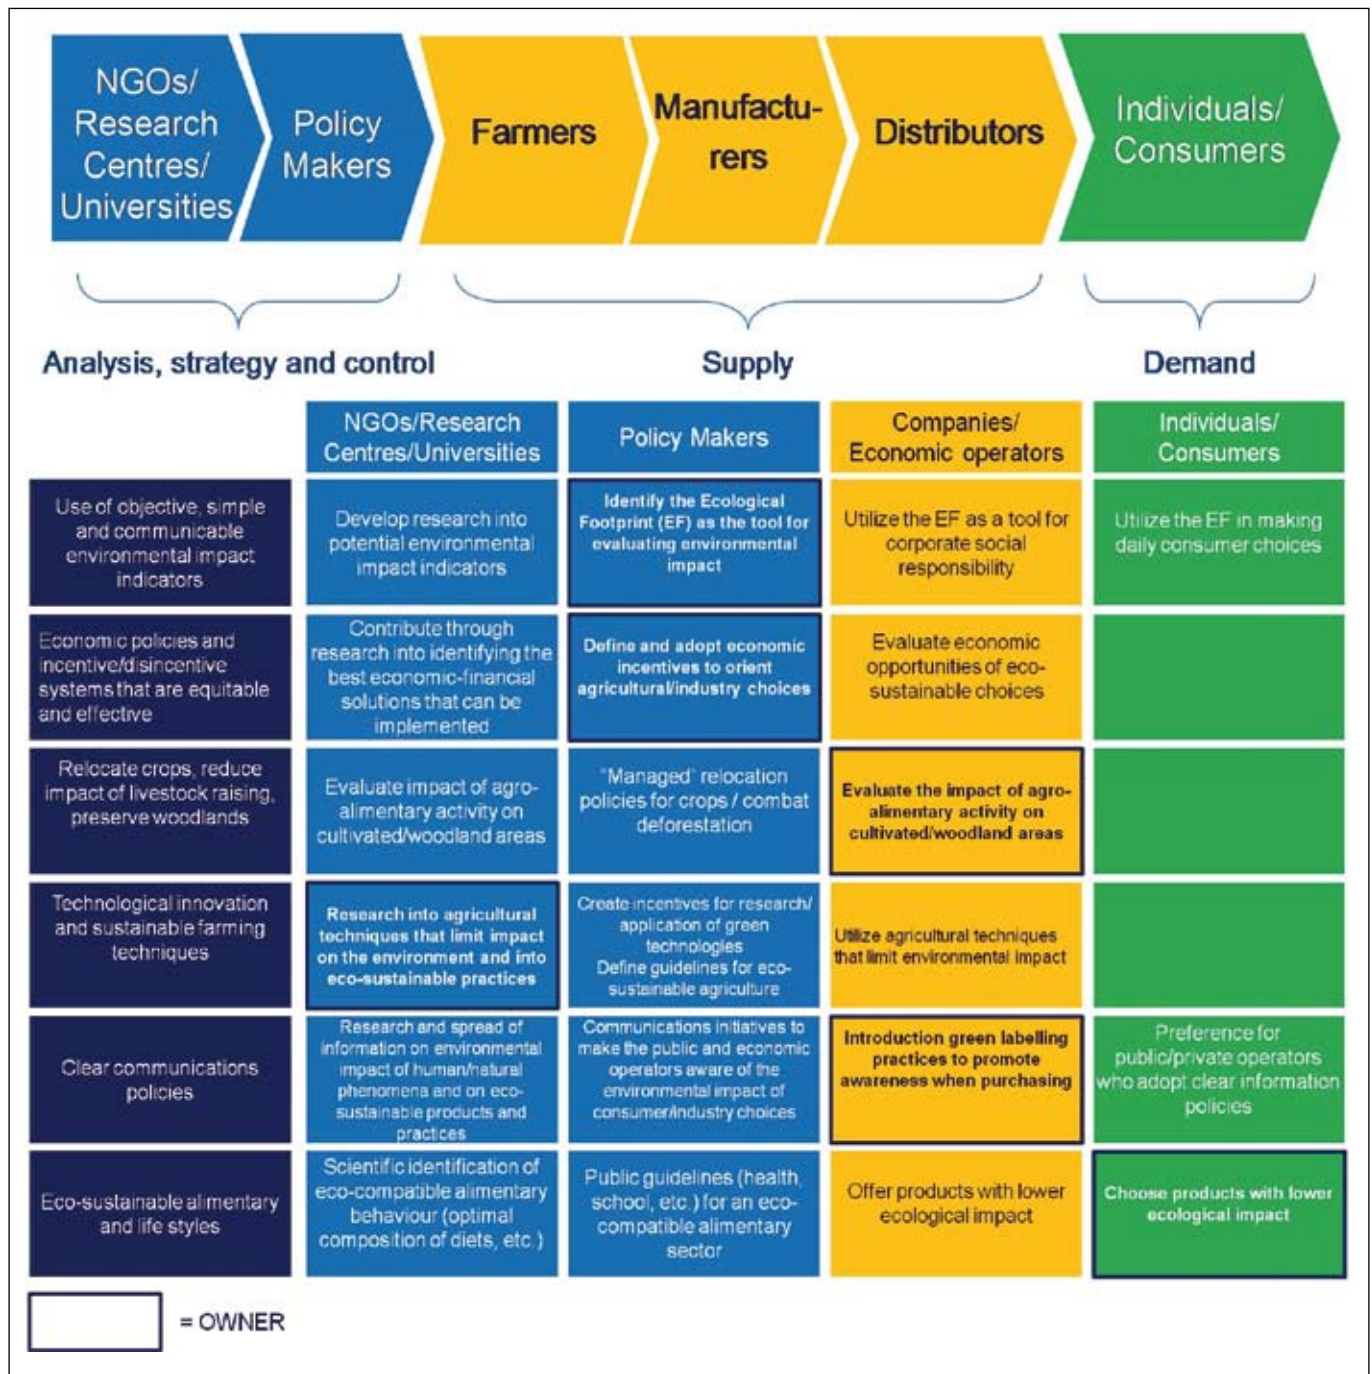 NGOs/
Research
Centres/
Universities
Policy
Makers
Farmers
Manufactu-
rers
Distributors
Individuals/
Consumers
Analysis, strategy and control
Supply
Demand
NGOs/Research
Centres/Universities
Policy Makers
Companies/
Economic operators
Individuals/
Consumers
Use of objective, simple
and communicable
environmental impact
indicators
Develop research into
potential environmental
impact indicators
Identify the Ecological
Footprint (EF) as the tool for
evaluating environmental
impact
Utilize the EF as a tool for
corporate social
responsibility
Utilize the EF in making
daily consumer choices
Economic policies and
incentive/disincentive
systems that are equitable
and effective
Contribute through
research into identifying the
best economic-financial
solutions that can be
implemented
Define and adopt economic
incentives to orient
agricultural/industry choices
Evaluate economic
opportunities of eco-
sustainable choices
Relocate crops, reduce
impact of livestock raising,
preserve woodlands
Evaluate impact of agro-
alimentary activity on
cultivated/woodland areas
"Managed" relocation
policies for crops / combat
deforestation
Evaluate the impact of agro-
alimentary activity on
cultivated/woodland areas
Technological innovation
and sustainable farming
techniques
Research into agricultural
techniques that limit impact
on the environment and into
eco-sustainable practices
Create incentives for research/
application of green
technologies
Define guidelines for eco-
sustainable agriculture
Utilize agricultural techniques
that limit environmental impact
Clear communications
policies
Research and spread of
information on environmental
impact of human/natural
phenomena and on eco-
sustainable products and
practices
Communications initiatives to
make the public and economic
operators aware of the
environmental impact of
consumer/industry choices
Introduction green labelling
practices to promote
awareness when purchasing
Preference for
public/private operators
who adopt clear information
policies
Eco-sustainable alimentary
and life styles
Scientific identification of
eco-compatible alimentary
behaviour (optimal
composition of diets, etc.)
Public guidelines (health,
school, etc.) for an eco-
compatible alimentary
sector
Offer products with lower
ecological impact
Choose products with lower
ecological impact
= OWNER